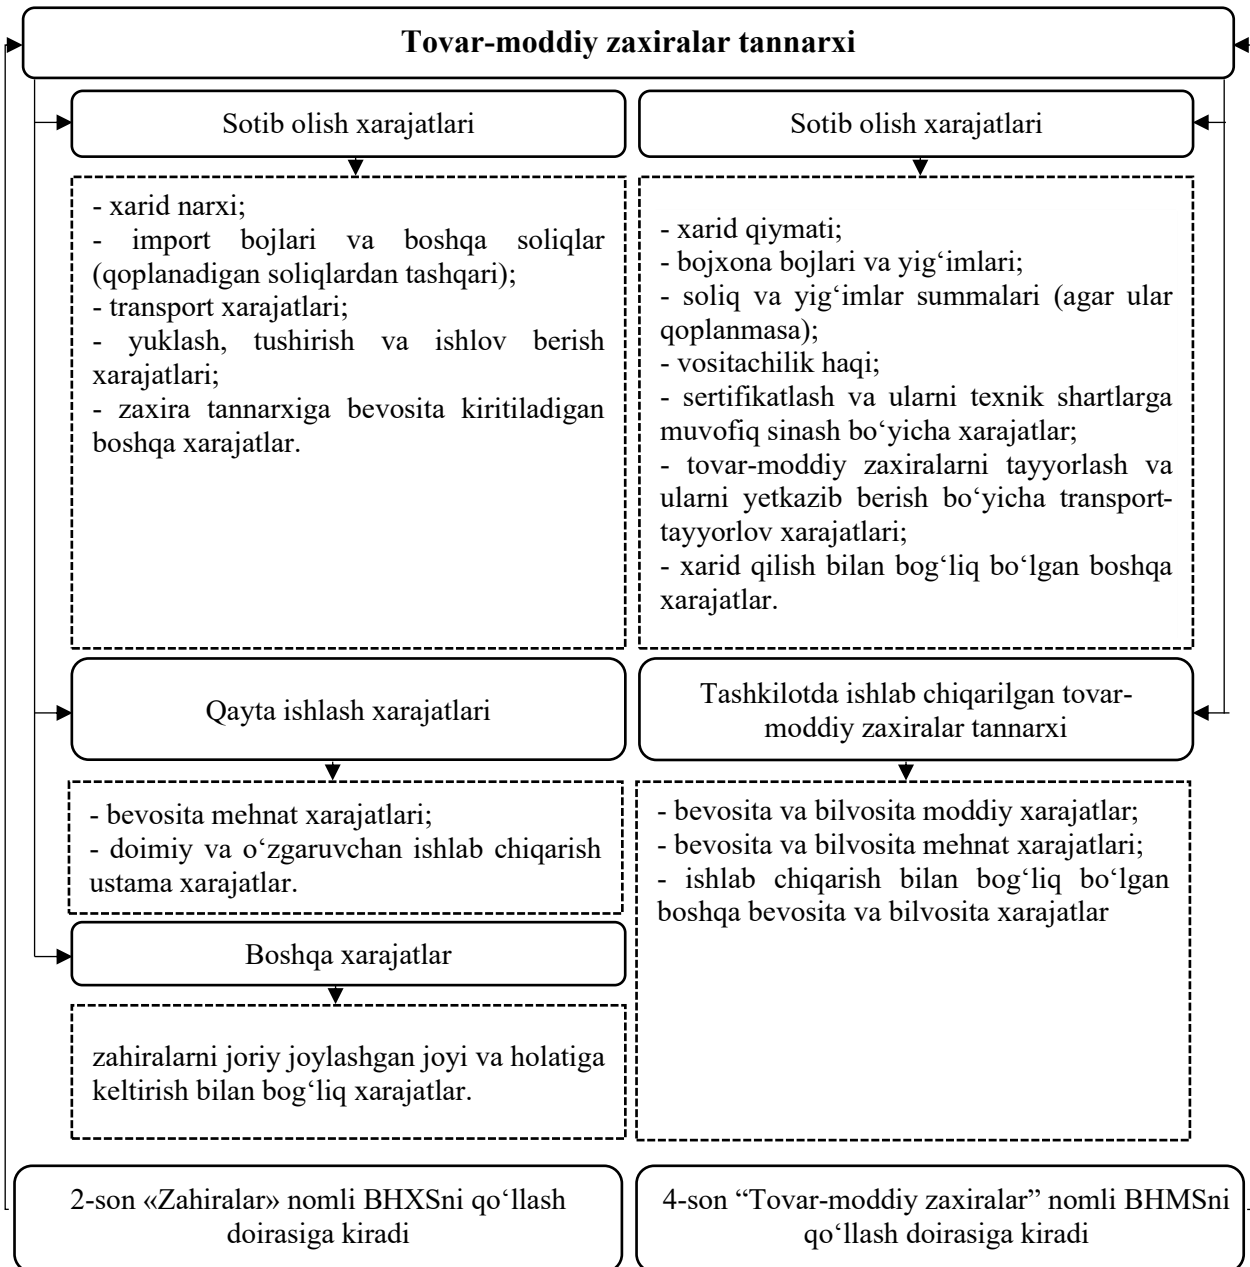 Tovar-moddiy zaxiralar tannarxi
Sotib olish xarajatlari
- xarid narxi;
- import bojlari va boshqa soliqlar
(qoplanadigan soliqlardan tashqari);
- transport xarajatlari;
- yuklash, tushirish va ishlov berish
xarajatlari;
- zaxira tannarxiga bevosita kiritiladigan
boshqa xarajatlar.
Qayta ishlash xarajatlari
- bevosita mehnat xarajatlari;
- doimiy va o‘zgaruvchan ishlab chiqarish
ustama xarajatlar.
Boshqa xarajatlar
zahiralarni joriy joylashgan joyi va holatiga
keltirish bilan bog‘liq xarajatlar.
2-son «Zahiralar» nomli BHXSni qo‘llash
doirasiga kiradi
Sotib olish xarajatlari
- xarid qiymati;
- bojxona bojlari va yig‘imlari;
- soliq va yig‘imlar summalari (agar ular
qoplanmasa);
- vositachilik haqi;
- sertifikatlash va ularni texnik shartlarga
muvofiq sinash bo‘yicha xarajatlar;
- tovar-moddiy zaxiralarni tayyorlash va
ularni yetkazib berish bo‘yicha transport-
tayyorlov xarajatlari;
- xarid qilish bilan bog‘liq bo‘lgan boshqa
xarajatlar.
Tashkilotda ishlab chiqarilgan tovar-
moddiy zaxiralar tannarxi
- bevosita va bilvosita moddiy xarajatlar;
- bevosita va bilvosita mehnat xarajatlari;
- ishlab chiqarish bilan bog‘liq bo‘lgan
boshqa bevosita va bilvosita xarajatlar
4-son “Tovar-moddiy zaxiralar” nomli BHMSni
qo‘llash doirasiga kiradi